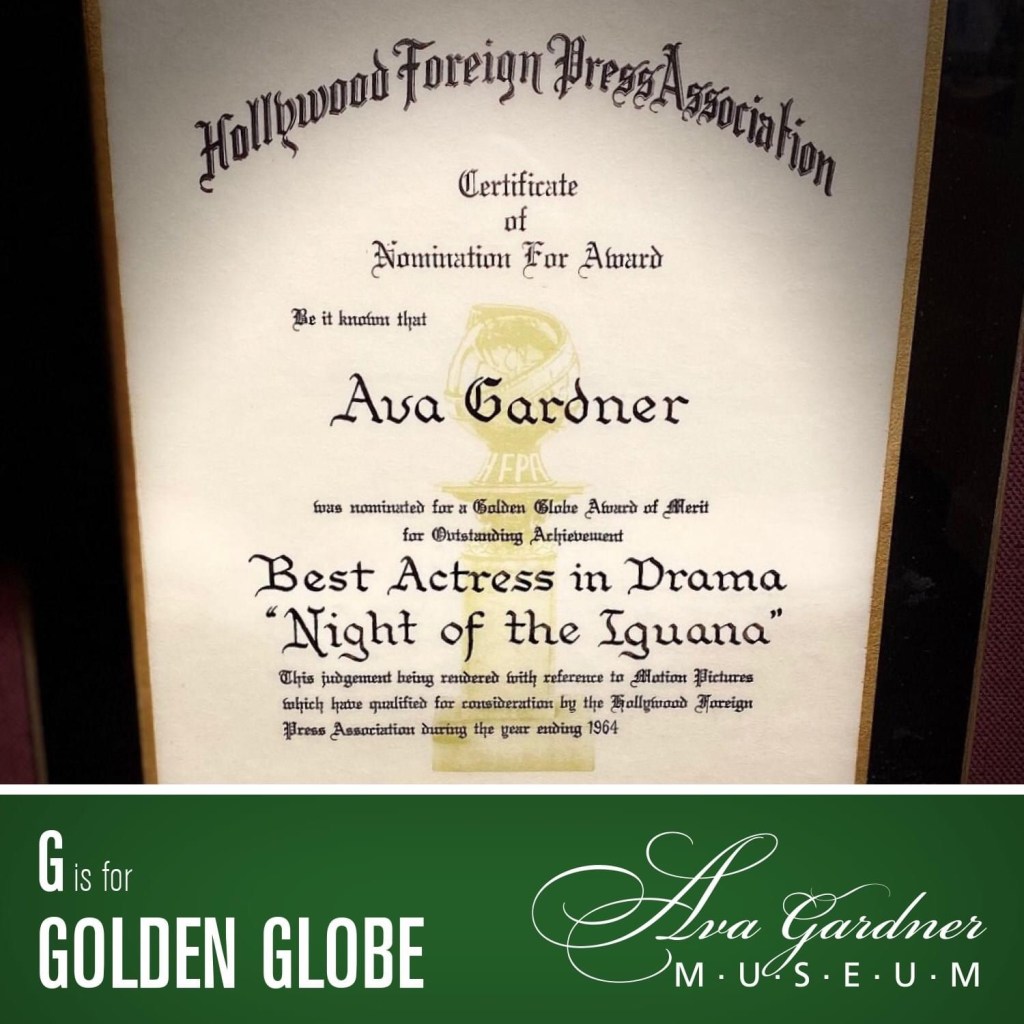 Hollywood Foreign Press Association
Certificate
of
Nomination For Award
Be it known that
Ava Gardner
HFPA
was nominated for a Golden Globe Award of Merit
for Outstanding Achievement
Best Actress in Drama
"Night of the Iguana"
This judgement being rendered with reference to Motion Pictures
which have qualified for consideration by the Hollywood Foreign
Press Association during the year ending 1964
G is for
GOLDEN GLOBE
Ava Gardner
M·U·S·E·U·M